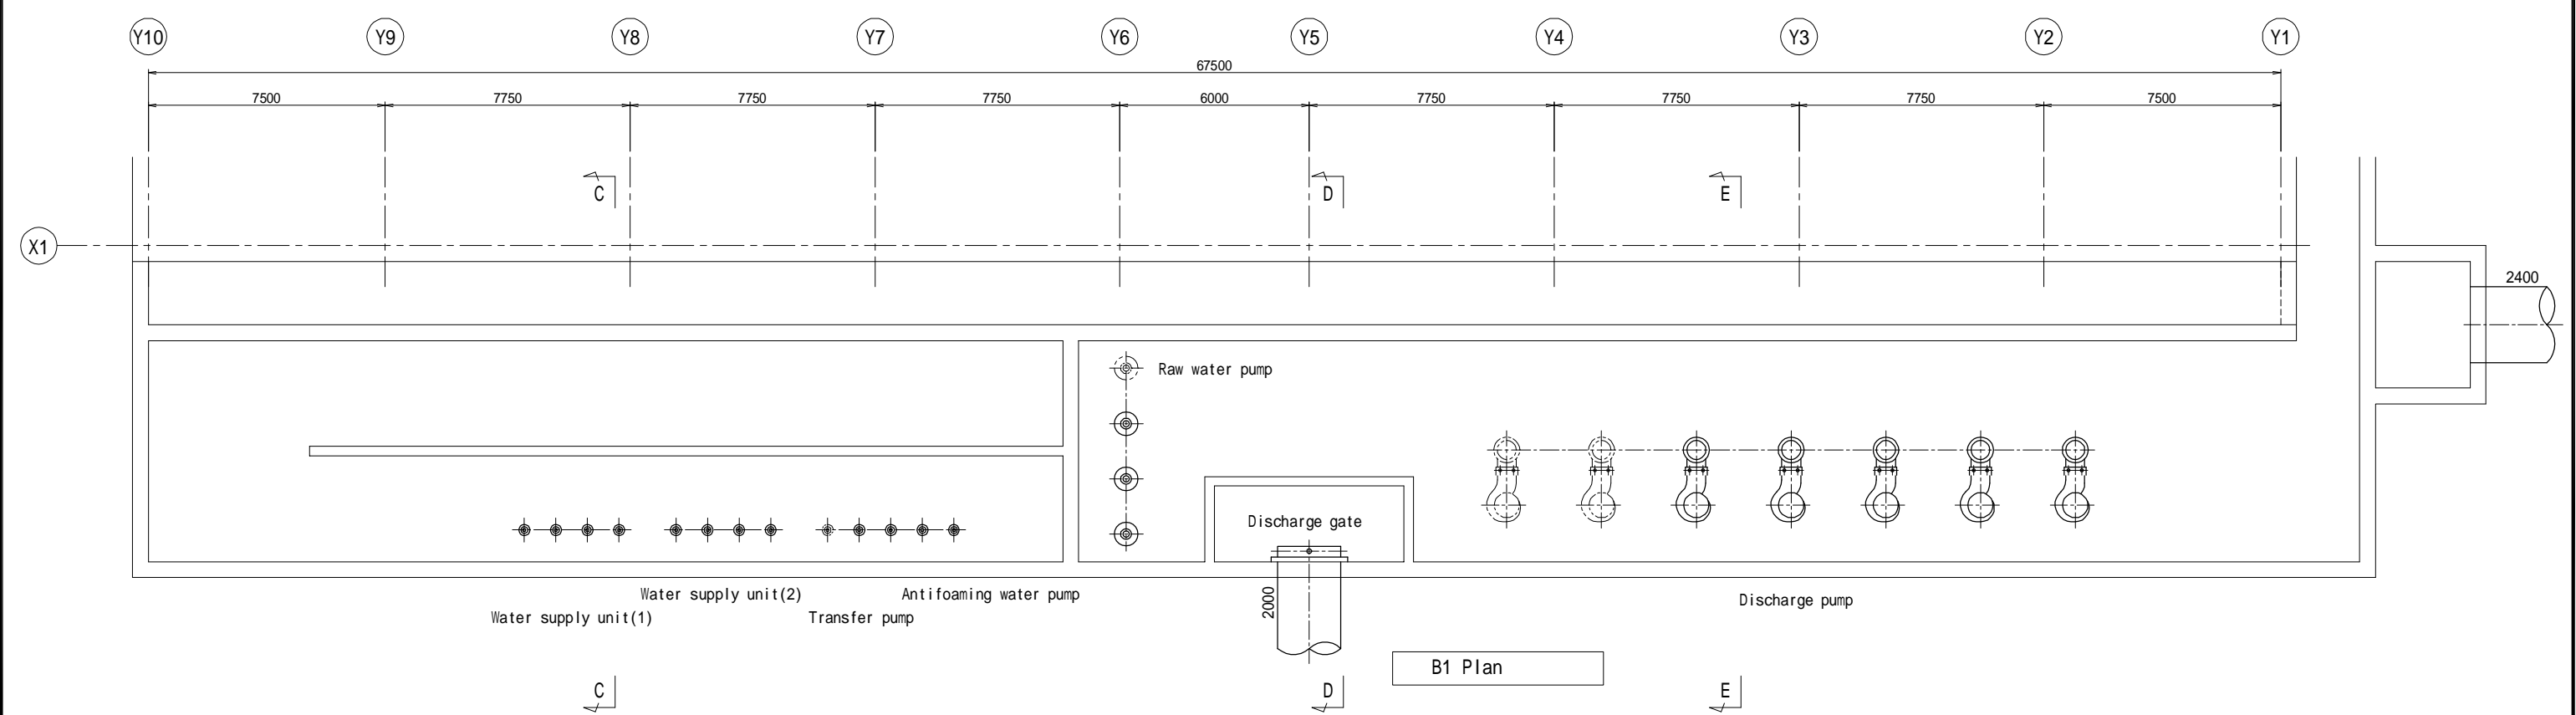 Y10 Y9 Y8 Y7 Y6 Y5 Y4 Y3 Y2 Y1
67500
7500 7750 7750 7750 6000 7750 7750 7750 7500
C D E
X1
2400
Raw water pump
Discharge gate
Water supply unit(2) Antifoaming water pump
2000
Discharge pump
Water supply unit(1) Transfer pump
B1 Plan
C D E